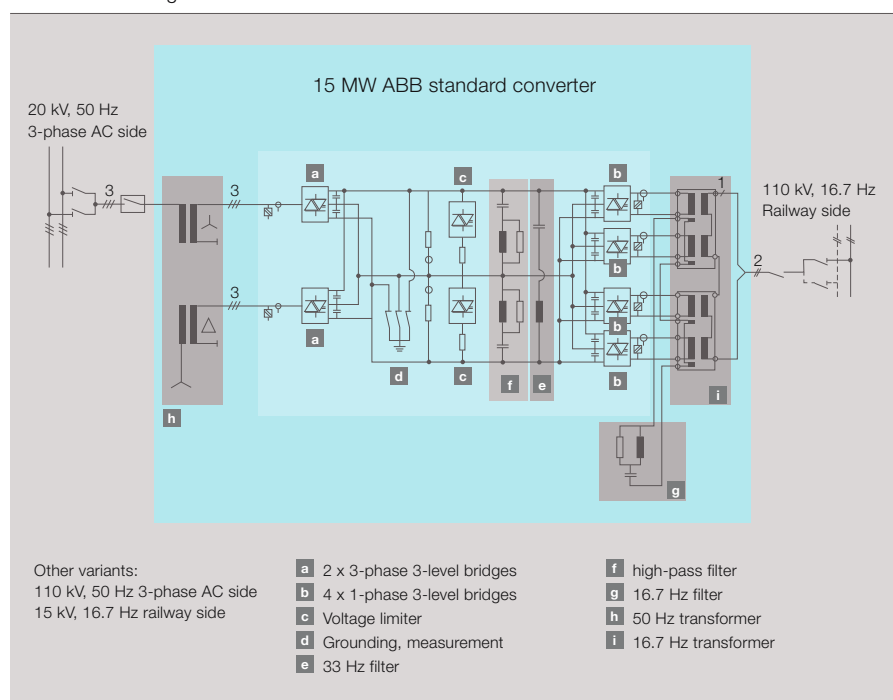 15 MW ABB standard converter
20 kV, 50 Hz
3-phase AC side
110 kV, 16.7 Hz
Railway side
3
3
3
1
2
a
a
c
c
d
f
e
b
b
b
b
h
i
g
Other variants:
110 kV, 50 Hz 3-phase AC side
15 kV, 16.7 Hz railway side
a 2 x 3-phase 3-level bridges
b 4 x 1-phase 3-level bridges
c Voltage limiter
d Grounding, measurement
e 33 Hz filter
f high-pass filter
g 16.7 Hz filter
h 50 Hz transformer
i 16.7 Hz transformer